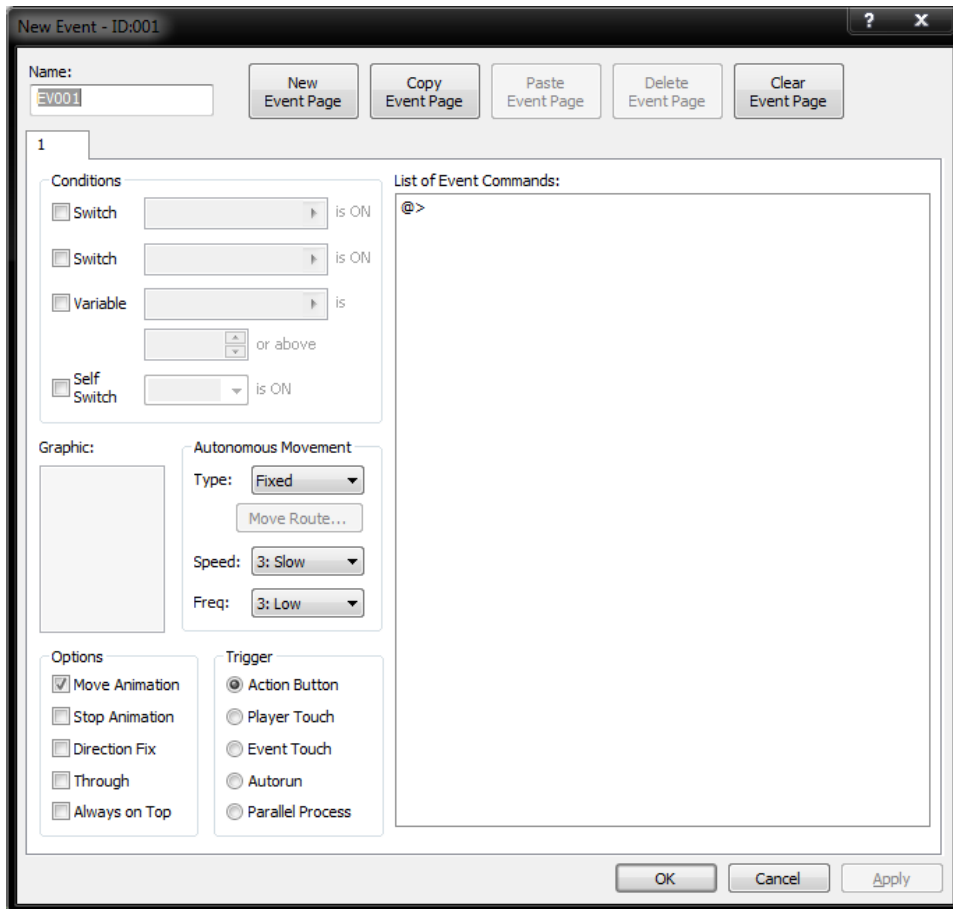 New Event - ID:001
? x
Name:
EV001
New
Event Page
Copy
Event Page
Paste
Event Page
Delete
Event Page
Clear
Event Page
1
Conditions
Switch is ON
Switch is ON
Variable is
or above
Self
Switch is ON
Graphic:
Autonomous Movement
Type: Fixed
Move Route...
Speed: 3: Slow
Freq: 3: Low
Options
Move Animation
Stop Animation
Direction Fix
Through
Always on Top
Trigger
Action Button
Player Touch
Event Touch
Autorun
Parallel Process
List of Event Commands:
@>
OK Cancel Apply